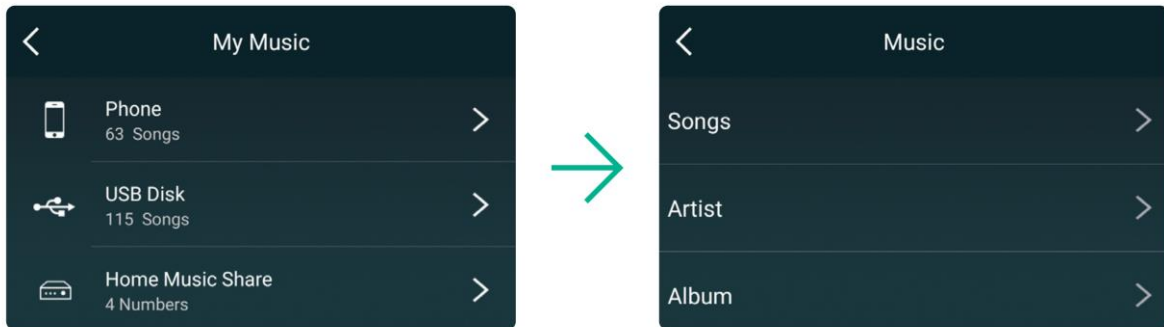 My Music
Phone
63 Songs
USB Disk
115 Songs
Home Music Share
4 Numbers
Music
Songs
Artist
Album